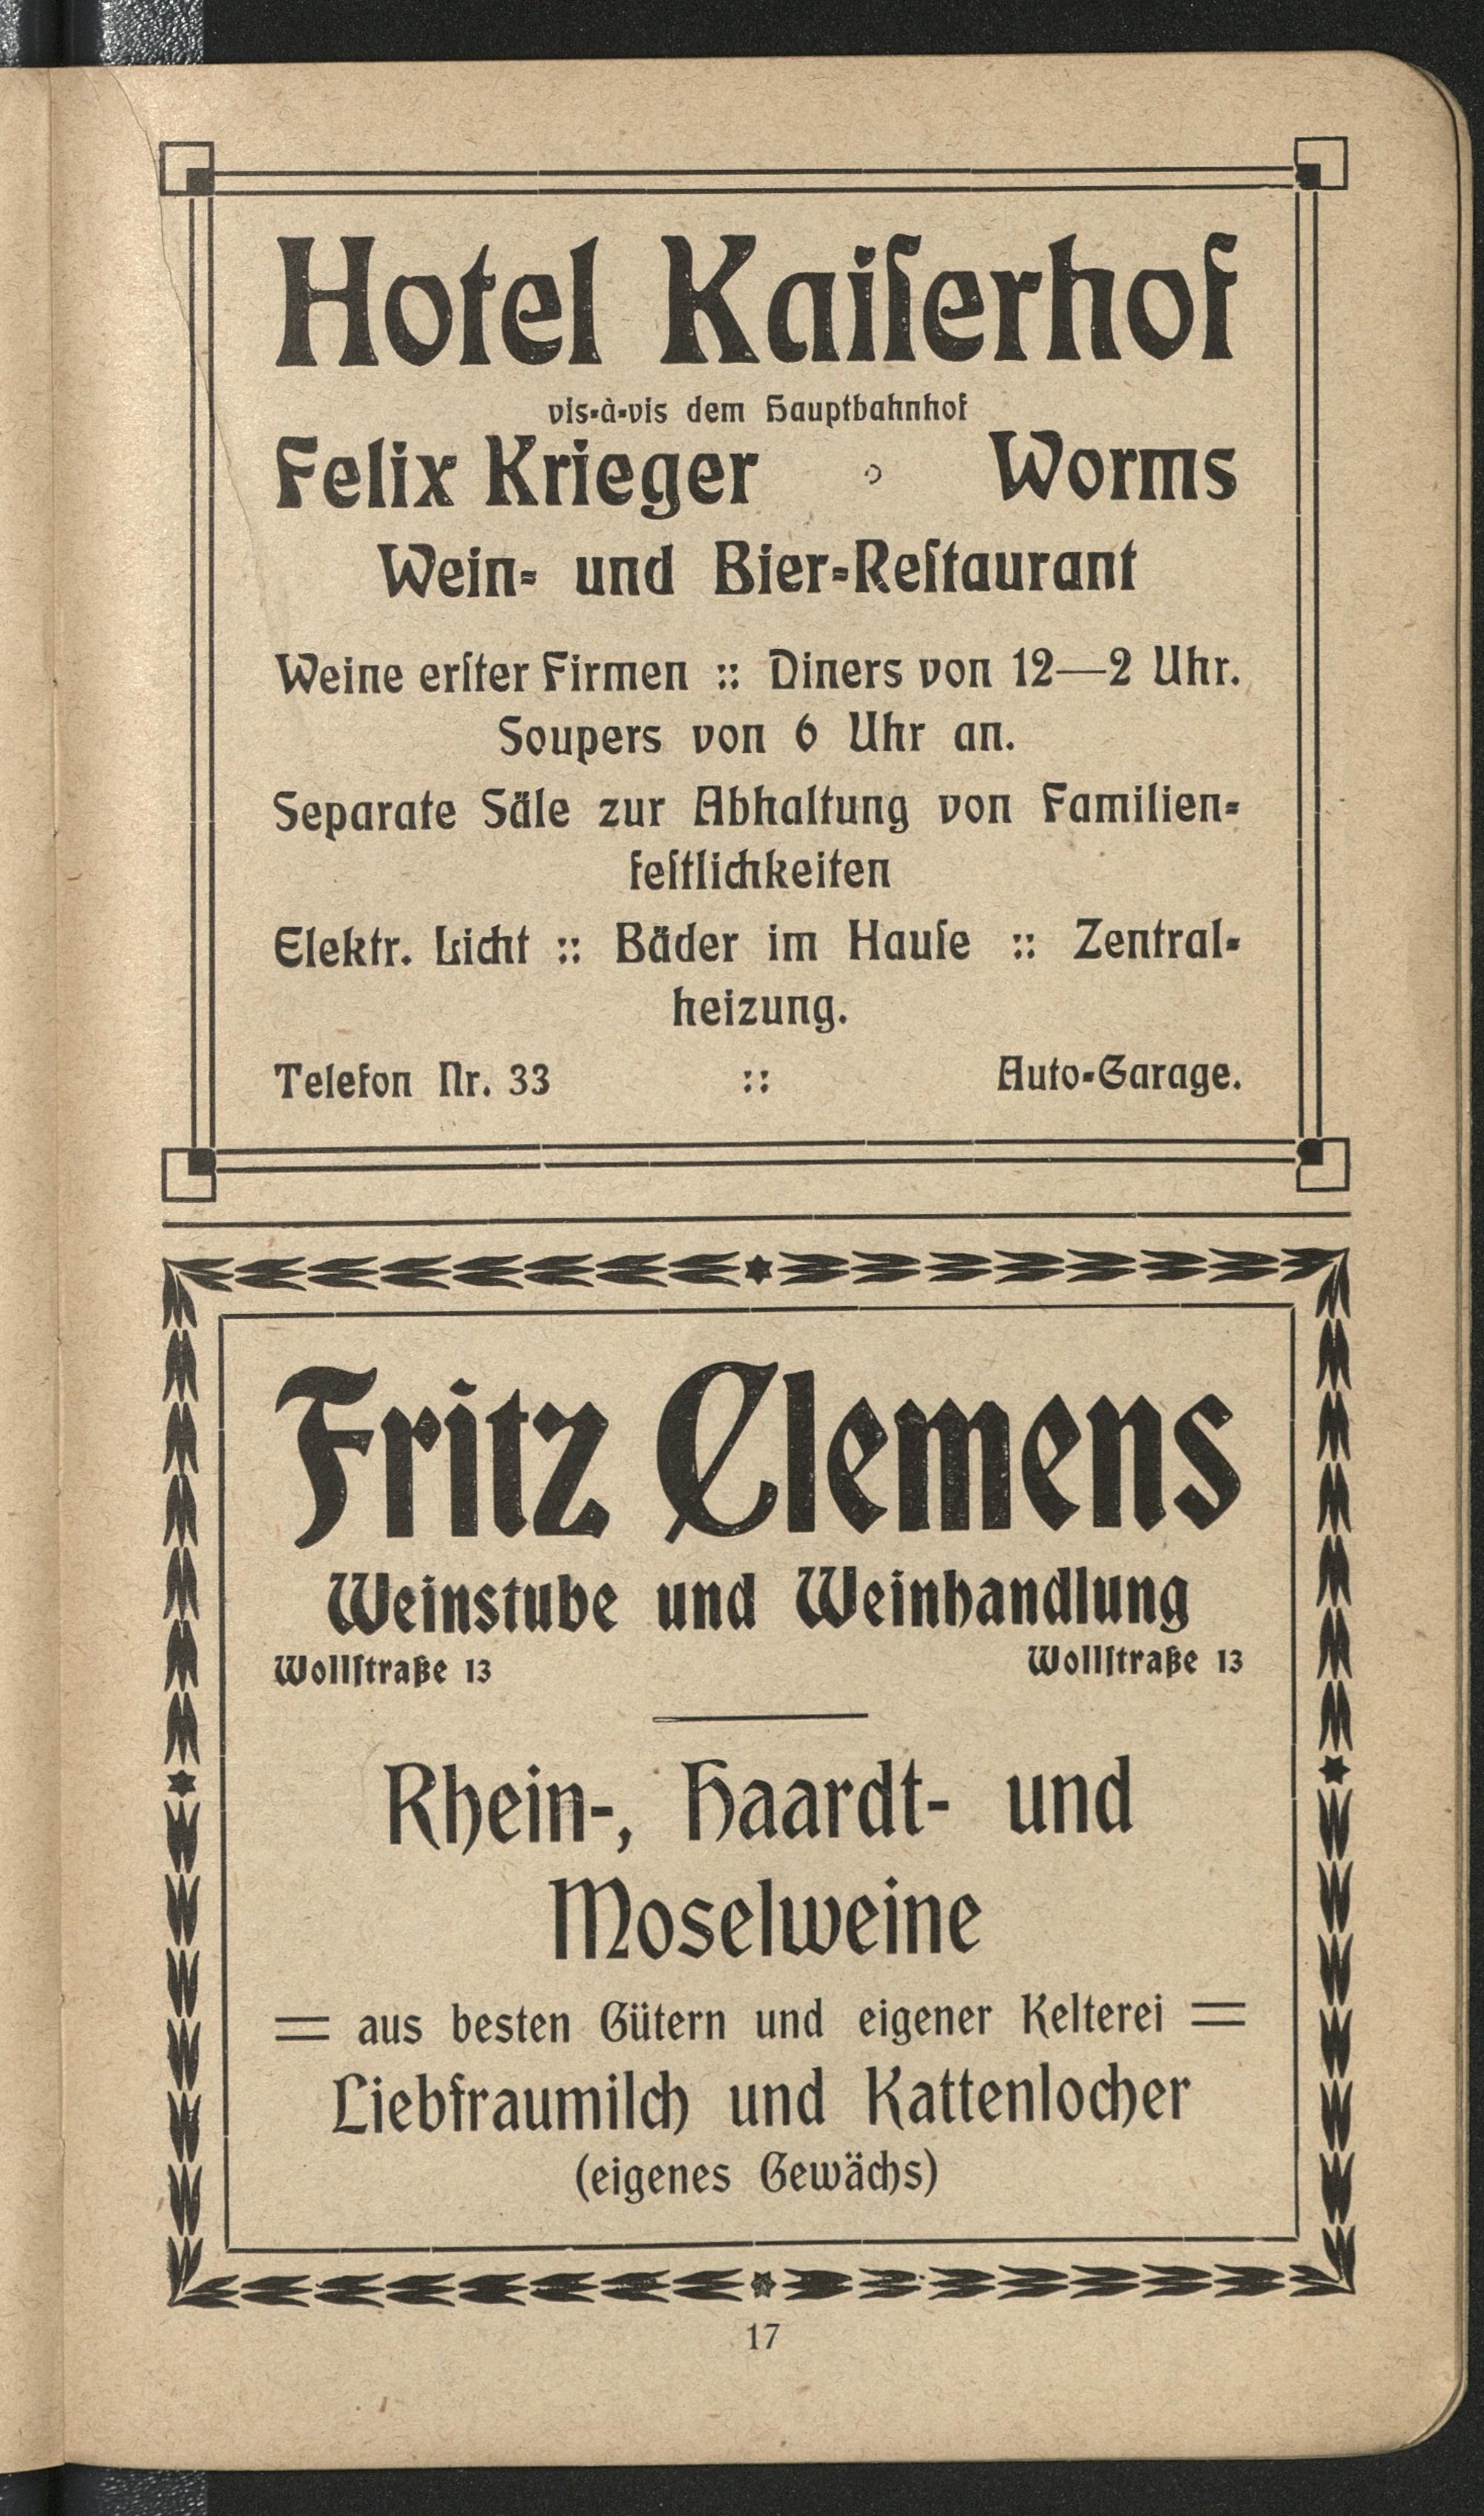 Hotel Kaiſerhof
vis-à-vis dem Hauptbahnhof
Felix Krieger Worms
Wein- und Bier-Reſtaurant
Weine erſter Firmen :: Diners von 12—2 Uhr.
Soupers von 6 Uhr an.
Separate Säle zur Abhaltung von Familien-
feſtlichkeiten
Elektr. Licht :: Bäder im Hauſe :: Zentral-
heizung.
Telefon Nr. 33 :: Auto-Garage.
Fritz Clemens
Weinstube und Weinhandlung
Wollſtraße 13 Wollſtraße 13
Rhein-, Haardt- und
Moselweine
= aus besten Gütern und eigener Kelterei =
Liebfraumilch und Kattenlocher
(eigenes Gewächs)
17